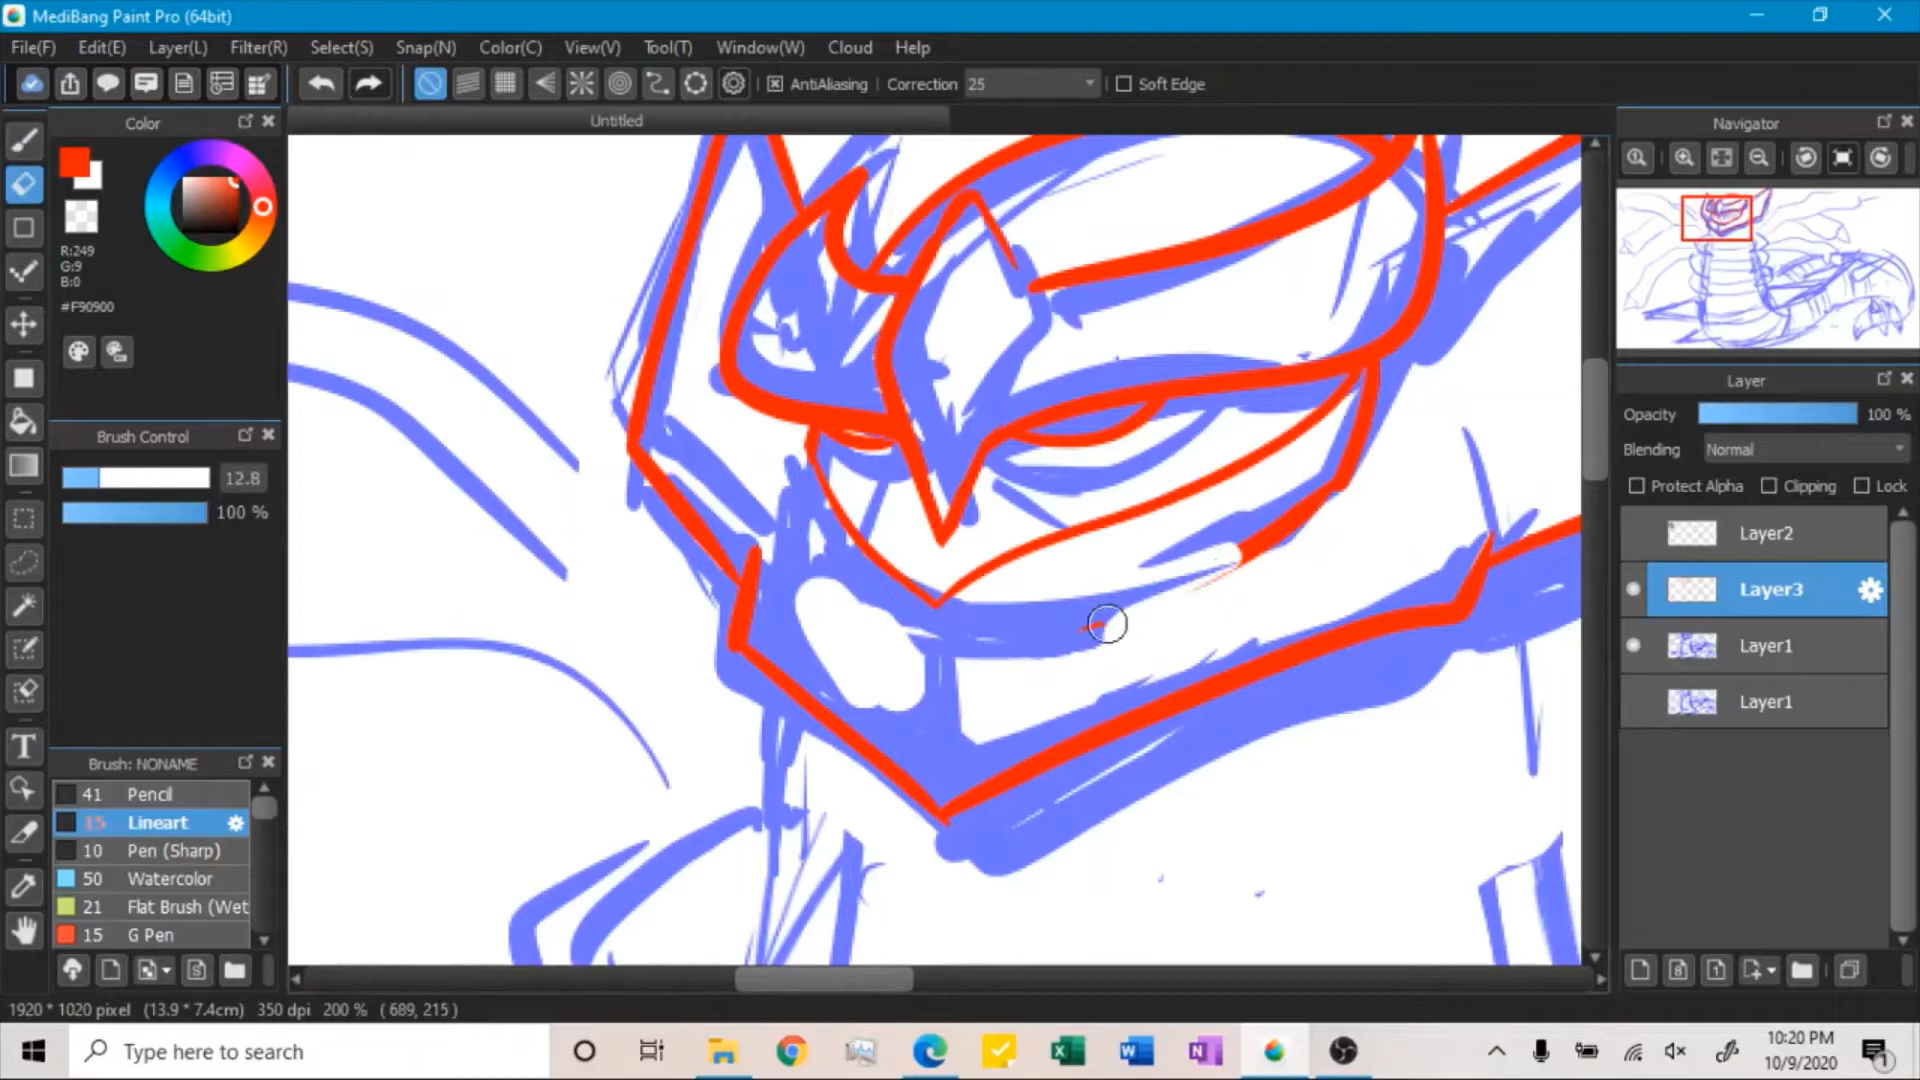 MediBang Paint Pro (64bit)
File(F) Edit(E) Layer(L) Filter(R) Select(S) Snap(N) Color(C) View(V) Tool(T) Window(W) Cloud Help
AntiAliasing Correction 25 Soft Edge
Color
Untitled
Navigator
R:249
G:9
B:0
#F90900
Brush Control
12.8
100 %
Layer
Opacity 100 %
Blending Normal
Protect Alpha Clipping Lock
Layer2
Layer3
Layer1
Layer1
Brush: NONAME
41 Pencil
15 Lineart
10 Pen (Sharp)
50 Watercolor
21 Flat Brush (Wet
15 G Pen
1920 * 1020 pixel (13.9 * 7.4cm) 350 dpi 200 % ( 689, 215 )
Type here to search
10:20 PM
10/9/2020
1